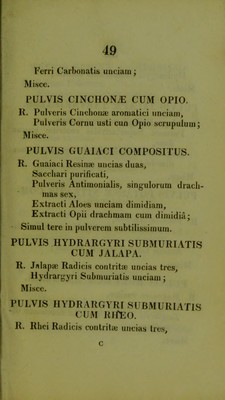 49
Ferri Carbonatis unciam;
Misce.
PULVIS CINCHONÆ CUM OPIO.
R. Pulveris Cinchonæ aromatici unciam,
Pulveris Cornu usti cun Opio scrupulum;
Misce.
PULVIS GUAIACI COMPOSITUS.
R. Guaiaci Resinæ uncias duas,
Sacchari purificati,
Pulveris Antimonialis, singulorum drach-
mas sex,
Extracti Aloes unciam dimidiam,
Extracti Opii drachmam cum dimidiâ;
Simul tere in pulverem subtilissimum.
PULVIS HYDRARGYRI SUBMURIATIS
CUM JALAPA.
R. Jalapæ Radicis contritæ uncias tres,
Hydrargyri Submuriatis unciam;
Misce.
PULVIS HYDRARGYRI SUBMURIATIS
CUM RHEO.
R. Rhei Radicis contritæ uncias tres,
C